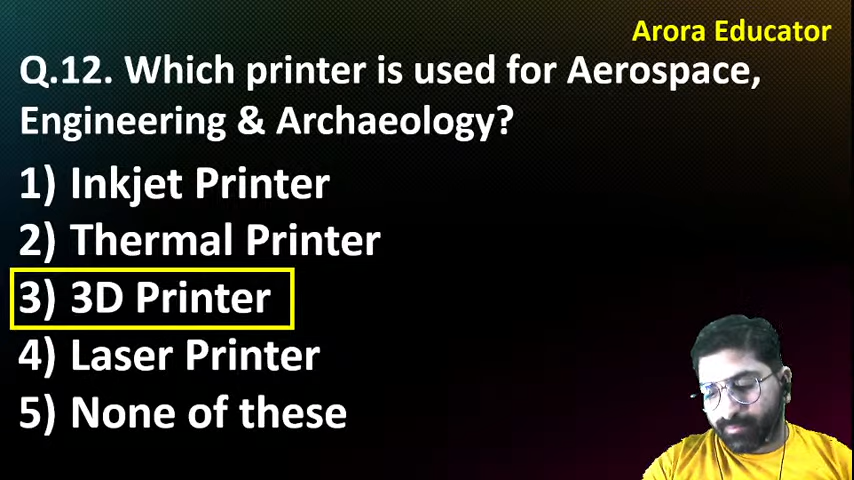 Arora Educator
Q.12. Which printer is used for Aerospace,
Engineering & Archaeology?
1) Inkjet Printer
2) Thermal Printer
3) 3D Printer
4) Laser Printer
5) None of these